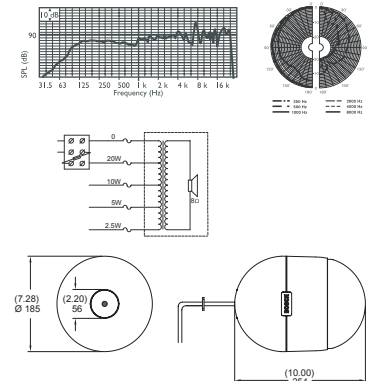 10 dB
90
SPL (dB)
31.5 63 125 250 500 1 k 2 k 4 k 8 k 16 k
Frequency (Hz)
250 Hz
500 Hz
1000 Hz
2000 Hz
4000 Hz
8000 Hz
0
20W
10W
5W
2.5W
8Ω
(7.28)
Ø 185
(2.20)
56
BOSCH
(10.00)
254